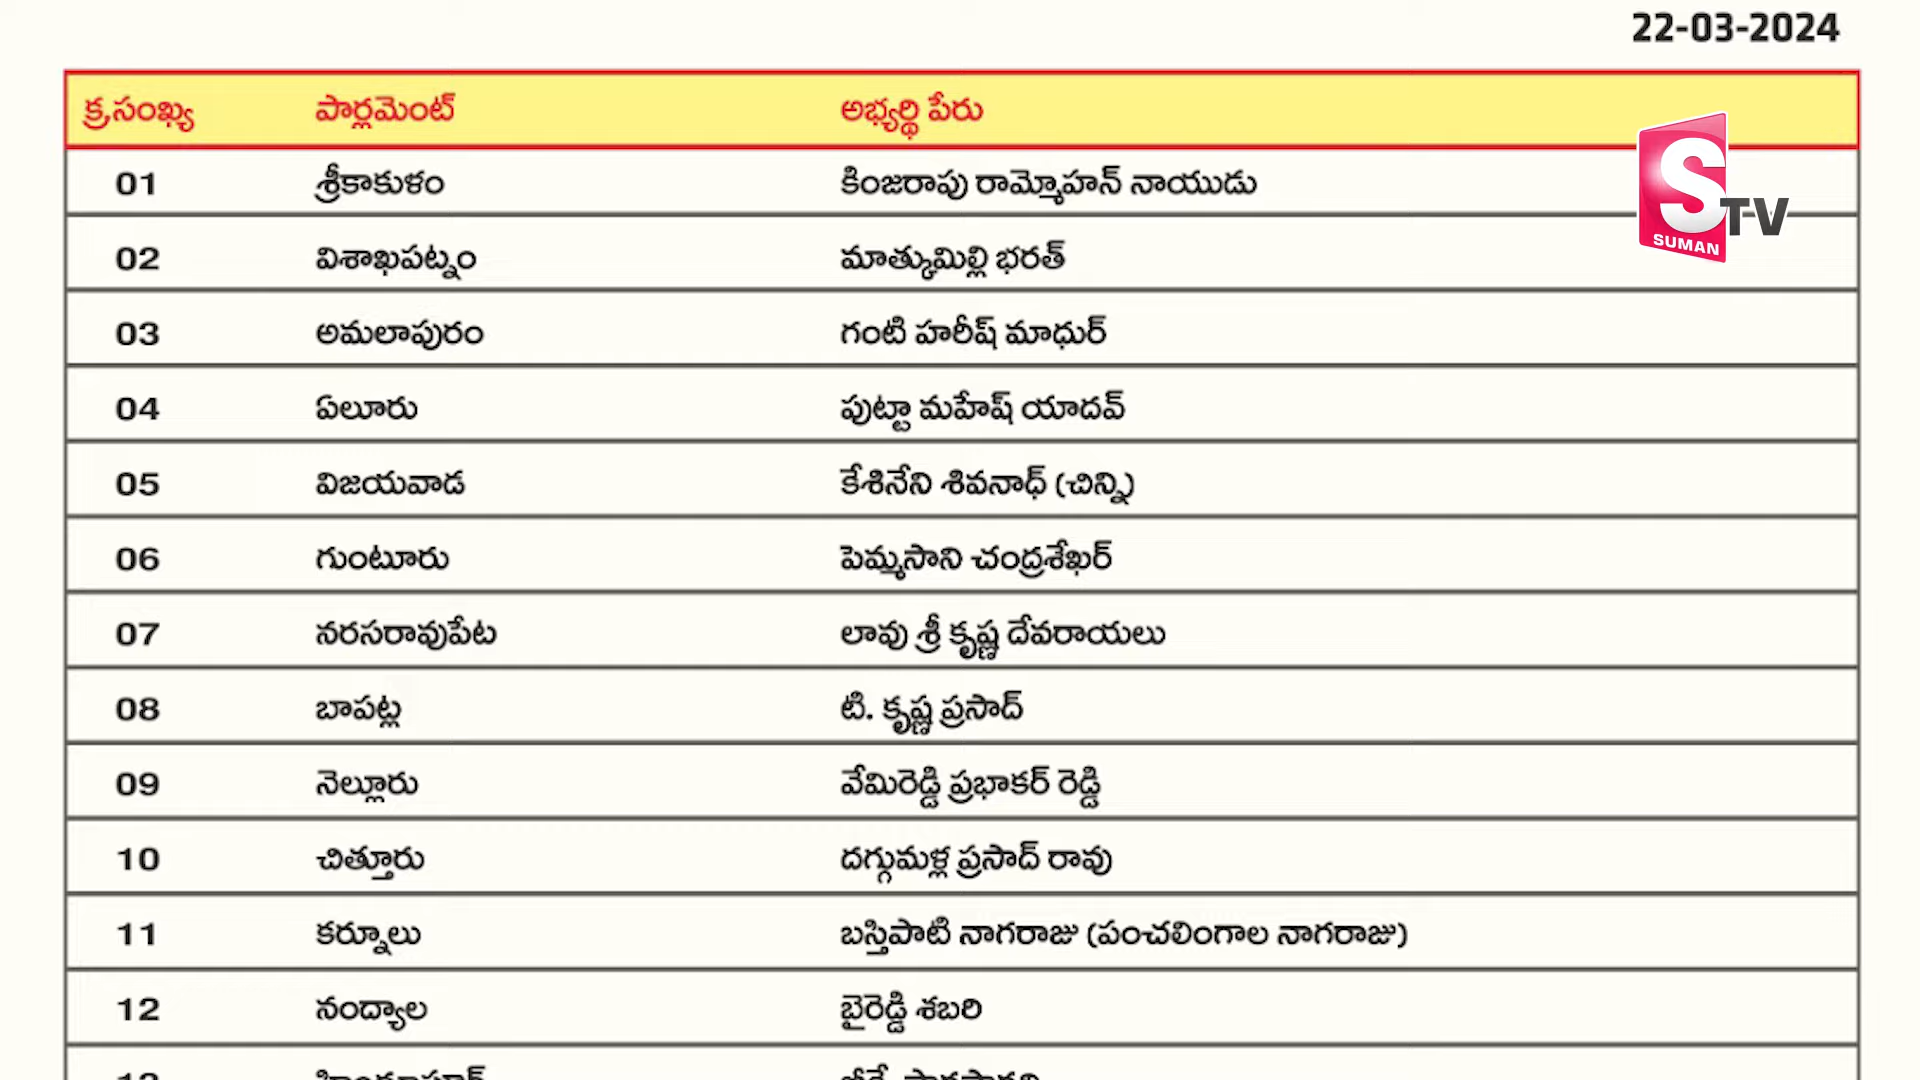 22-03-2024
క్ర.సంఖ్య పార్లమెంట్ అభ్యర్థి పేరు
01 శ్రీకాకుళం కింజరాపు రామ్మోహన్ నాయుడు
S TV
SUMAN
02 విశాఖపట్నం మాత్కుమిల్లి భరత్
03 అమలాపురం గంటి హరీష్ మాధుర్
04 ఏలూరు పుట్టా మహేష్ యాదవ్
05 విజయవాడ కేశినేని శివనాధ్ (చిన్ని)
06 గుంటూరు పెమ్మసాని చంద్రశేఖర్
07 నరసరావుపేట లావు శ్రీ కృష్ణ దేవరాయలు
08 బాపట్ల టి. కృష్ణ ప్రసాద్
09 నెల్లూరు వేమిరెడ్డి ప్రభాకర్ రెడ్డి
10 చిత్తూరు దగ్గుమళ్ల ప్రసాద్ రావు
11 కర్నూలు బస్తిపాటి నాగరాజు (పంచలింగాల నాగరాజు)
12 నంద్యాల బైరెడ్డి శబరి